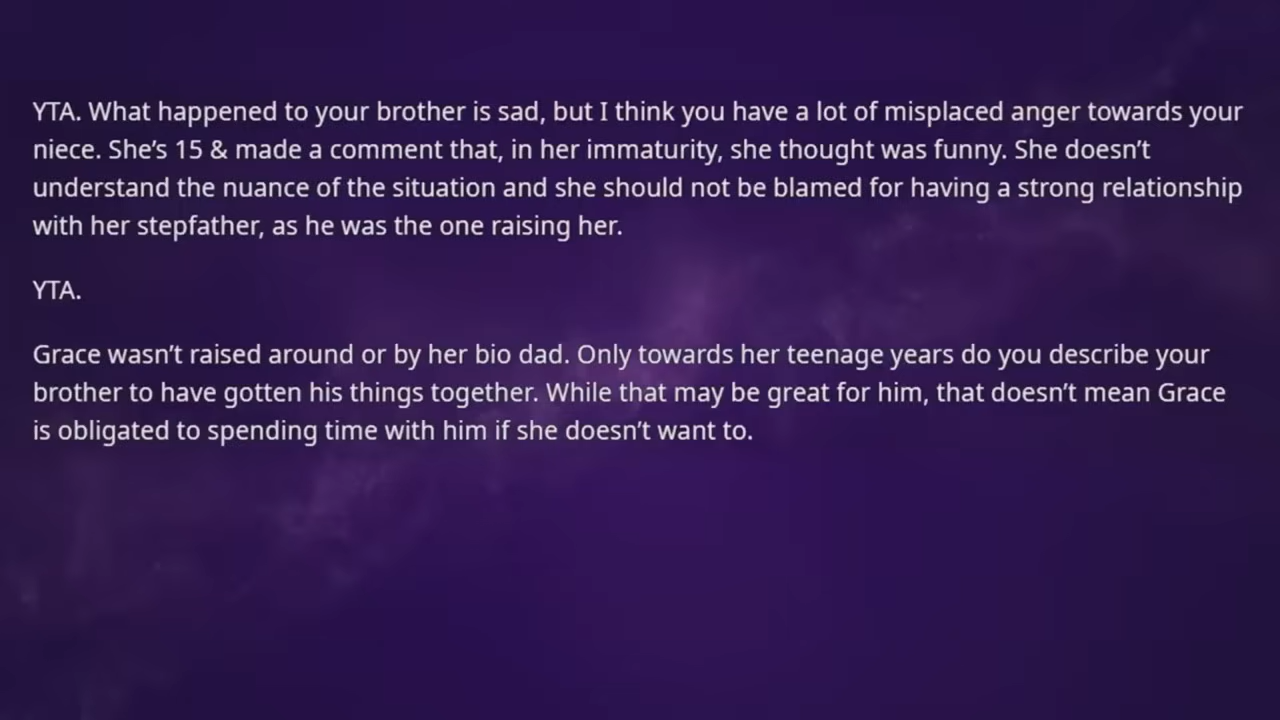 YTA. What happened to your brother is sad, but I think you have a lot of misplaced anger towards your
niece. She’s 15 & made a comment that, in her immaturity, she thought was funny. She doesn’t
understand the nuance of the situation and she should not be blamed for having a strong relationship
with her stepfather, as he was the one raising her.
YTA.
Grace wasn’t raised around or by her bio dad. Only towards her teenage years do you describe your
brother to have gotten his things together. While that may be great for him, that doesn’t mean Grace
is obligated to spending time with him if she doesn’t want to.